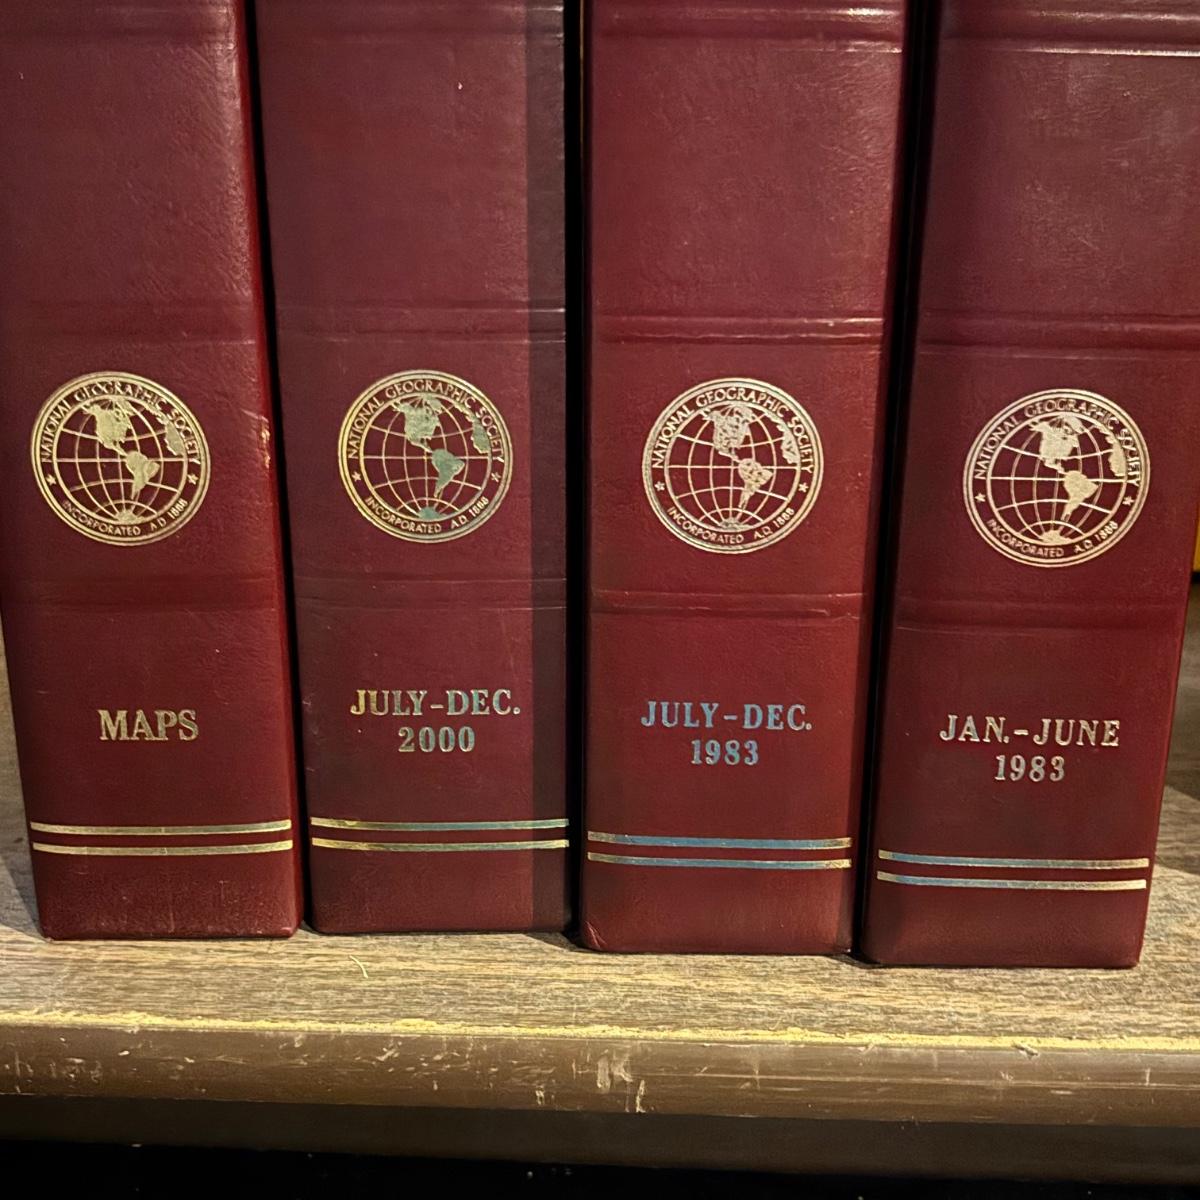 NATIONAL GEOGRAPHIC SOCIETY
INCORPORATED A.D. 1888
MAPS
NATIONAL GEOGRAPHIC SOCIETY
INCORPORATED A.D. 1888
JULY-DEC.
2000
NATIONAL GEOGRAPHIC SOCIETY
INCORPORATED A.D. 1888
JULY-DEC.
1983
NATIONAL GEOGRAPHIC SOCIETY
INCORPORATED A.D. 1888
JAN.-JUNE
1983